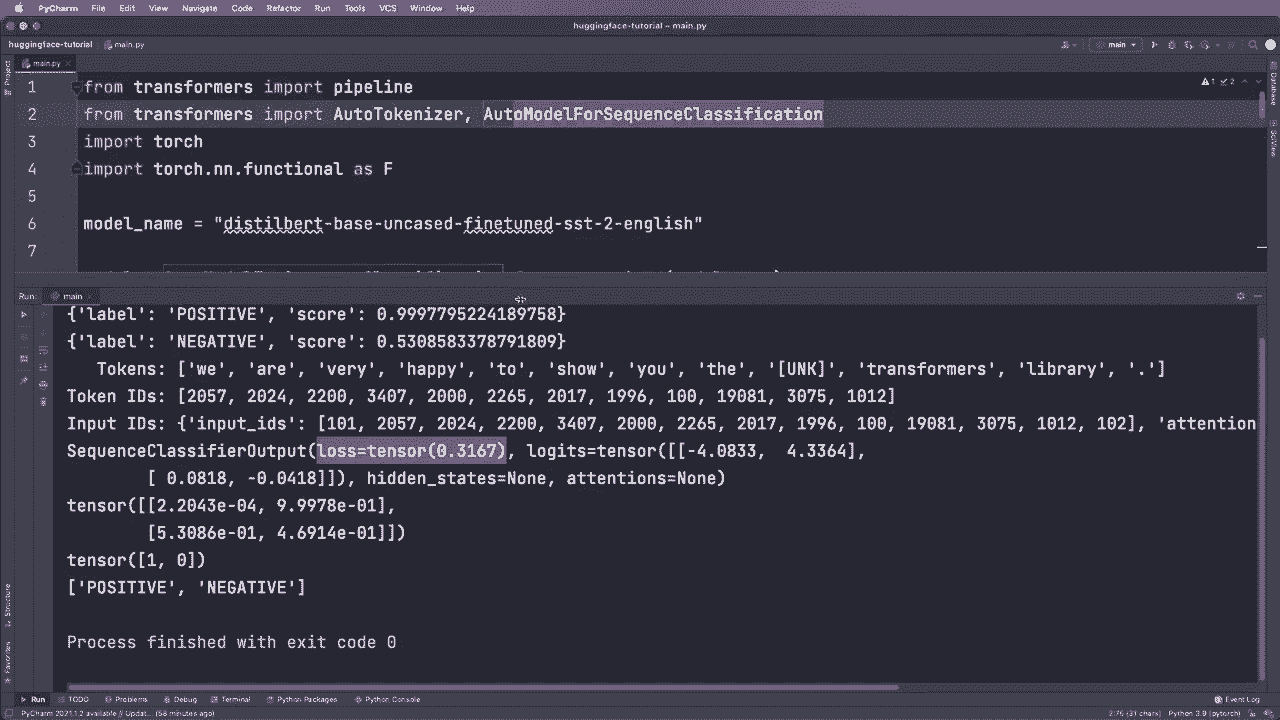 PyCharm File Edit View Navigate Code Refactor Run Tools VCS Window Help
huggingface-tutorial – main.py
huggingface-tutorial main.py main
main.py
Project
1 from transformers import pipeline
1 2
2 from transformers import AutoTokenizer, AutoModelForSequenceClassification
3 import torch
4 import torch.nn.functional as F
5
6 model_name = "distilbert-base-uncased-finetuned-sst-2-english"
7
Database
SciView
Run: main
{'label': 'POSITIVE', 'score': 0.9997795224189758}
{'label': 'NEGATIVE', 'score': 0.5308583378791809}
Tokens: ['we', 'are', 'very', 'happy', 'to', 'show', 'you', 'the', '[UNK]', 'transformers', 'library', '.']
Token IDs: [2057, 2024, 2200, 3407, 2000, 2265, 2017, 1996, 100, 19081, 3075, 1012]
Input IDs: {'input_ids': [101, 2057, 2024, 2200, 3407, 2000, 2265, 2017, 1996, 100, 19081, 3075, 1012, 102], 'attention
SequenceClassifierOutput(loss=tensor(0.3167), logits=tensor([[-4.0833, 4.3364],
[ 0.0818, -0.0418]]), hidden_states=None, attentions=None)
tensor([[2.2043e-04, 9.9978e-01],
[5.3086e-01, 4.6914e-01]])
tensor([1, 0])
['POSITIVE', 'NEGATIVE']
Process finished with exit code 0
Structure
Favorites
Run TODO Problems Debug Terminal Python Packages Python Console Event Log
PyCharm 2021.1.2 available // Updat... (58 minutes ago) 2:75 (31 chars) Python 3.9 (pytorch)